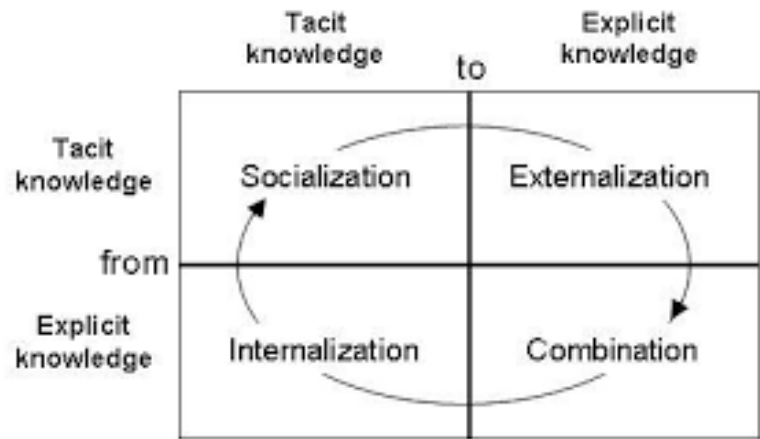 Tacit
knowledge
to
Explicit
knowledge
Tacit
knowledge
Socialization
Externalization
from
Explicit
knowledge
Internalization
Combination